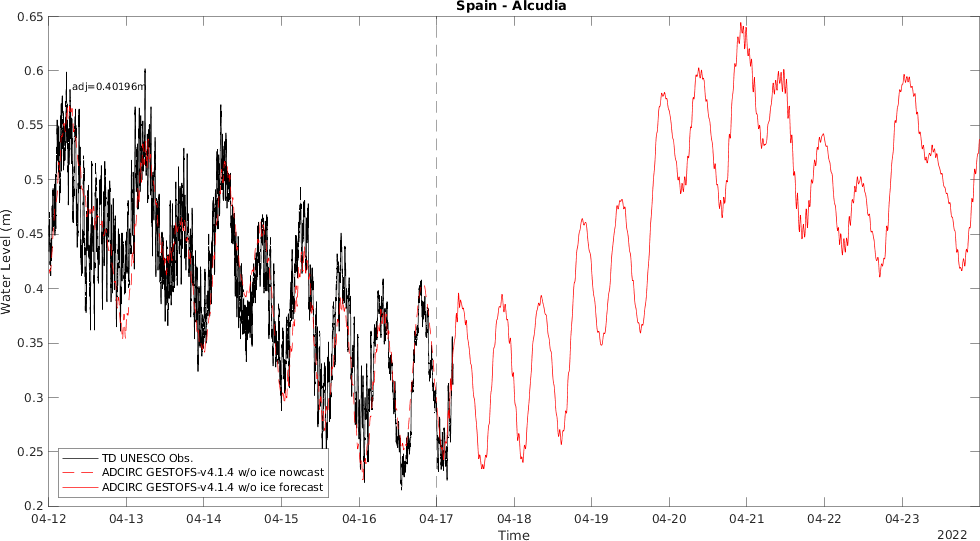 Spain - Alcudia
0.65
0.6
0.55
0.5
0.45
0.4
0.35
0.3
0.25
0.2
Water Level (m)
adj=0.40196m
TD UNESCO Obs.
ADCIRC GESTOFS-v4.1.4 w/o ice nowcast
ADCIRC GESTOFS-v4.1.4 w/o ice forecast
04-12 04-13 04-14 04-15 04-16 04-17 04-18 04-19 04-20 04-21 04-22 04-23
Time
2022